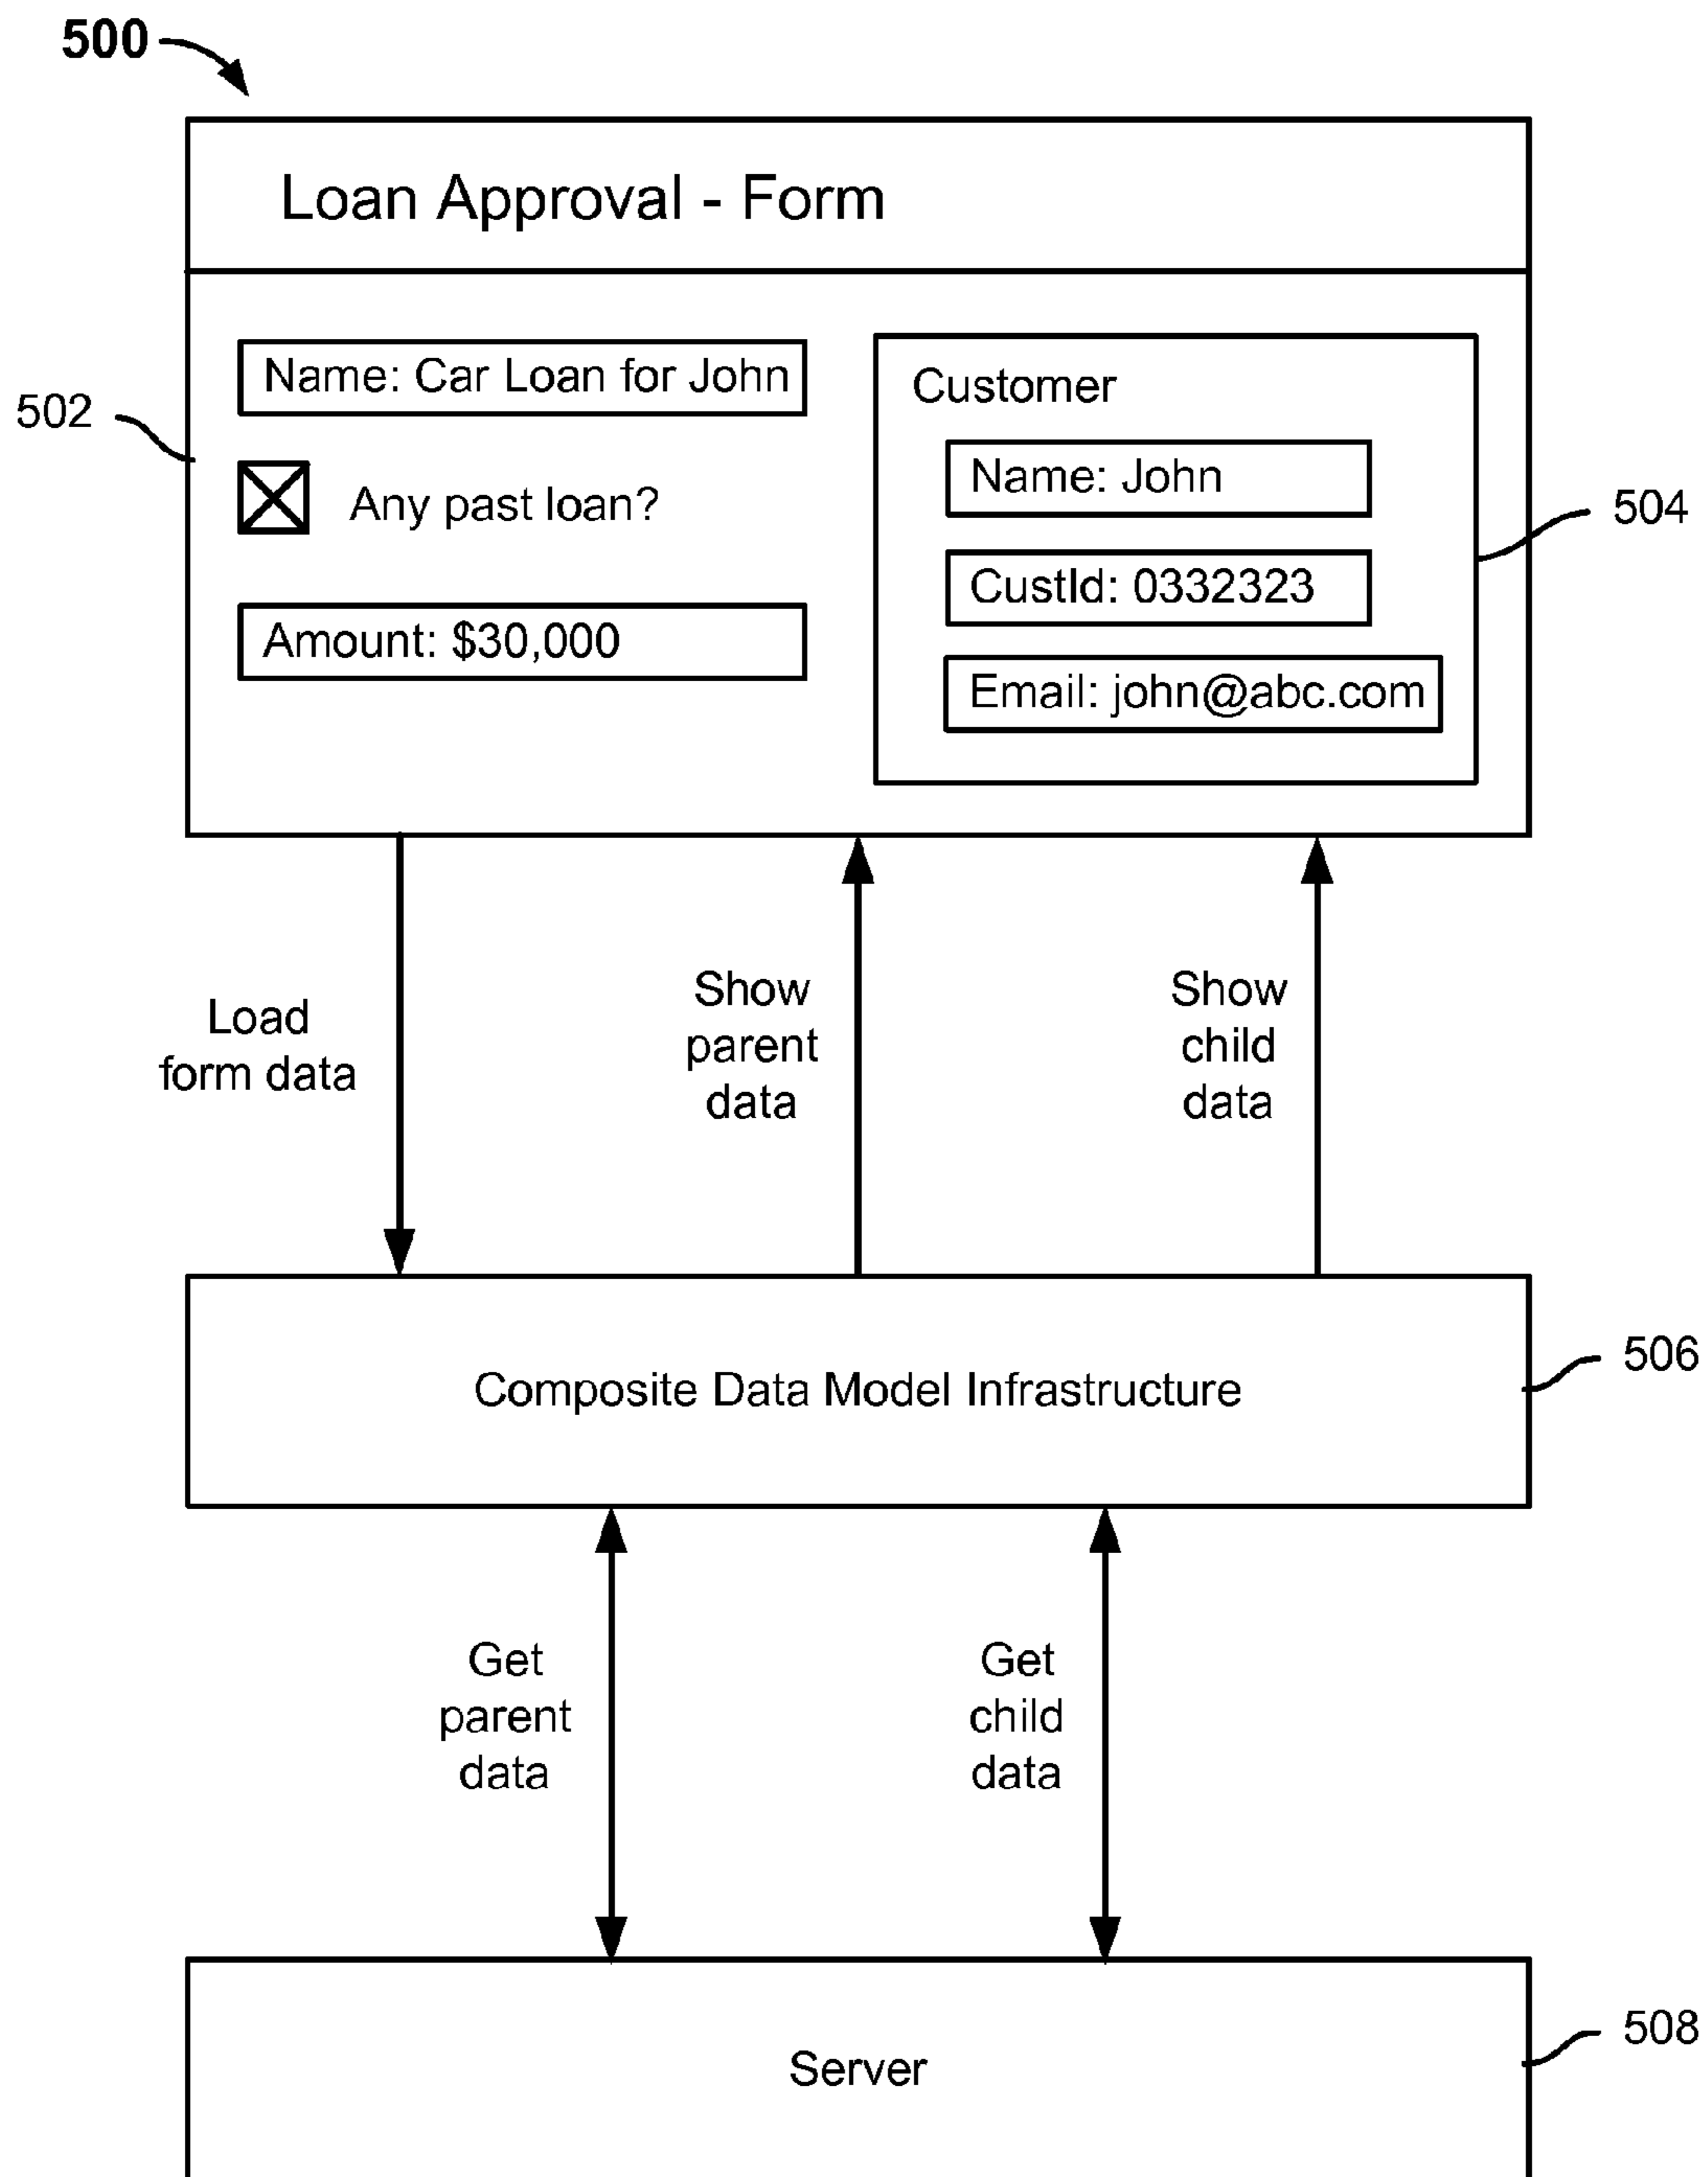 500
Loan Approval - Form
502
Name: Car Loan for John
Any past loan?
Amount: $30,000
Customer
Name: John
CustId: 0332323
Email: john@abc.com
504
Load
form data
Show
parent
data
Show
child
data
Composite Data Model Infrastructure
506
Get
parent
data
Get
child
data
Server
508